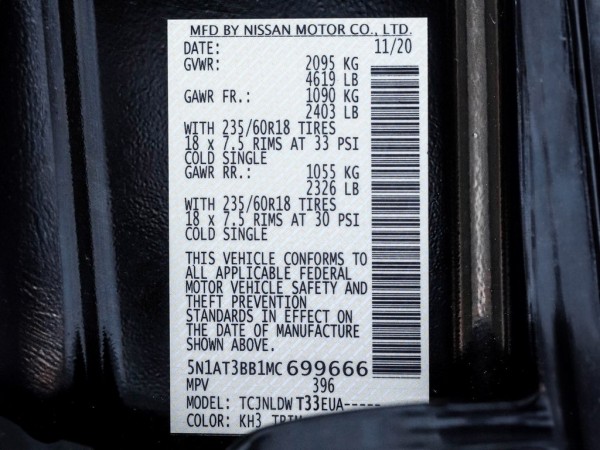 MFD BY NISSAN MOTOR CO., LTD.
DATE: 11/20
GVWR: 2095 KG
4619 LB
GAWR FR.: 1090 KG
2403 LB
WITH 235/60R18 TIRES
18 x 7.5 RIMS AT 33 PSI
COLD SINGLE
GAWR RR.: 1055 KG
2326 LB
WITH 235/60R18 TIRES
18 x 7.5 RIMS AT 30 PSI
COLD SINGLE
THIS VEHICLE CONFORMS TO
ALL APPLICABLE FEDERAL
MOTOR VEHICLE SAFETY AND
THEFT PREVENTION
STANDARDS IN EFFECT ON
THE DATE OF MANUFACTURE
SHOWN ABOVE.
5N1AT3BB1MC699666
MPV 396
MODEL: TCJNLDWT33EUA-----
COLOR: KH3 TRIM